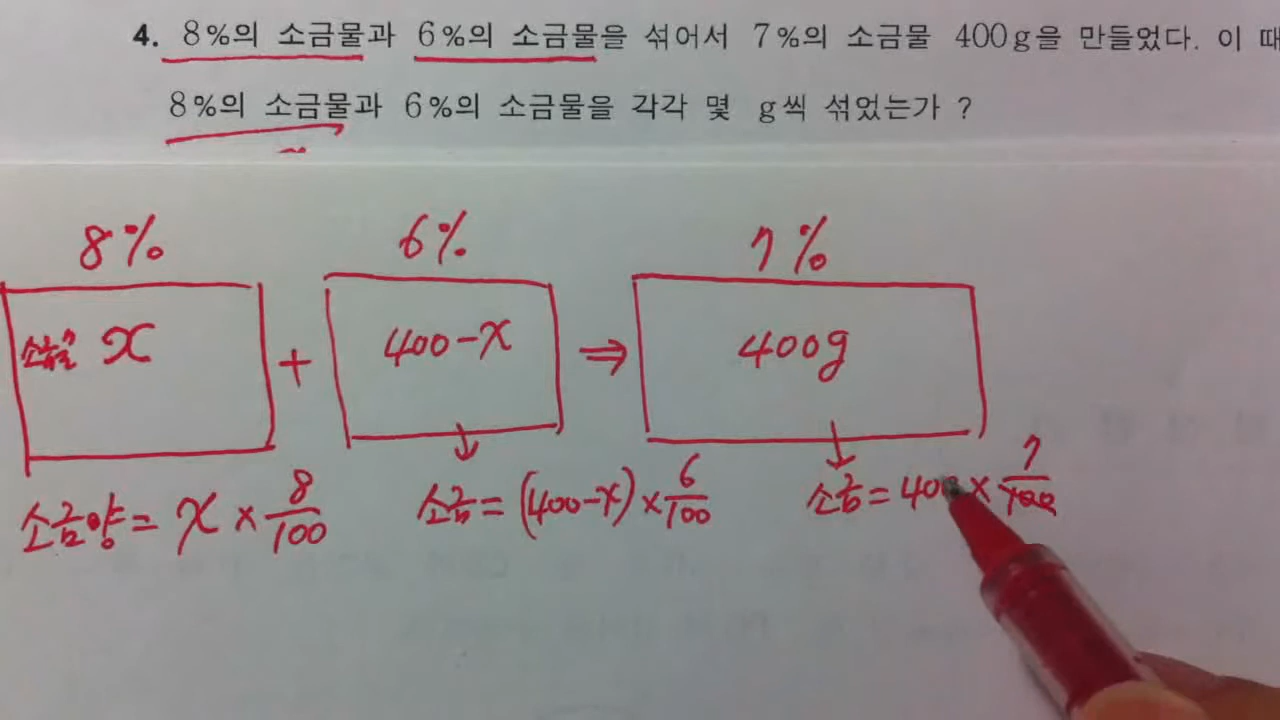 4. 8%의 소금물과 6%의 소금물을 섞어서 7%의 소금물 400g을 만들었다. 이 때
8%의 소금물과 6%의 소금물을 각각 몇 g씩 섞었는가 ?
8% 6% 7%
소금물 x + 400-x ⇒ 400g
소금양 = x × 8/100 소금 = (400-x) × 6/100 소금 = 400 × 7/100